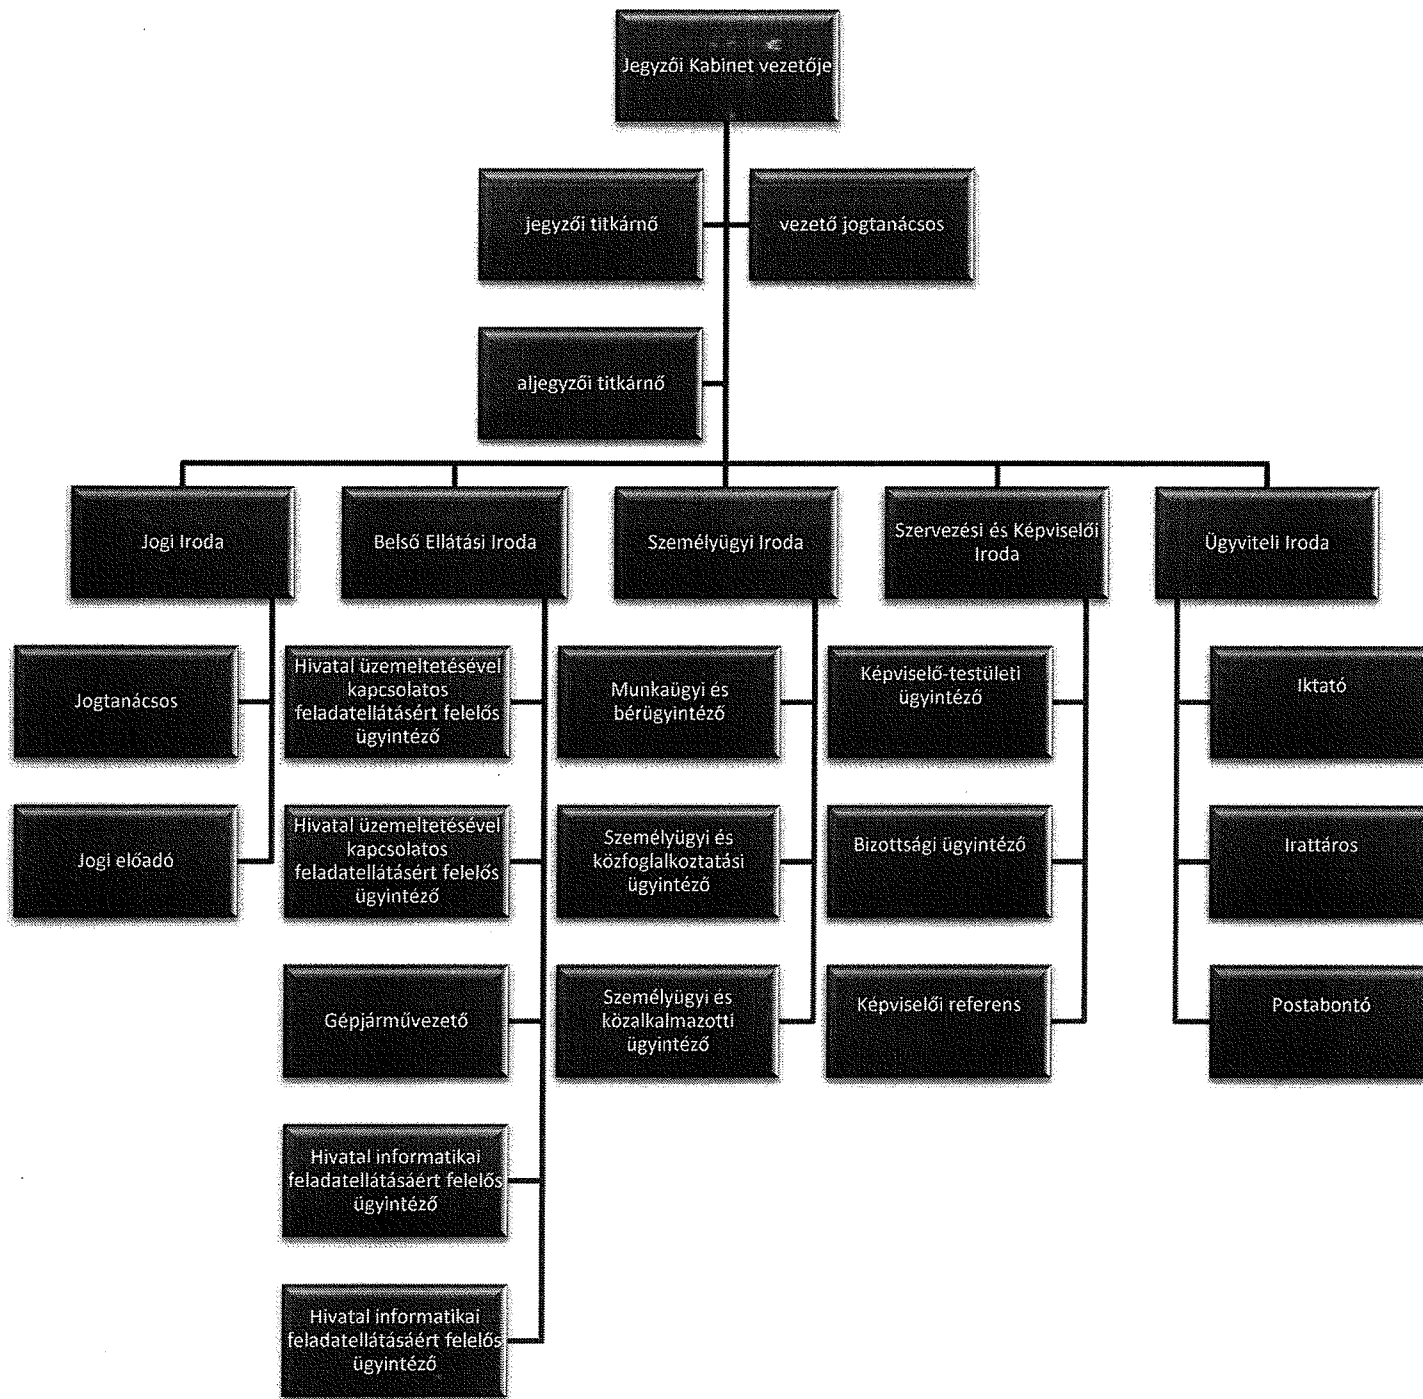 Jegyzői Kabinet vezetője
jegyzői titkárnő
vezető jogtanácsos
aljegyzői titkárnő
Jogi Iroda
Belső Ellátási Iroda
Személyügyi Iroda
Szervezési és Képviselői
Iroda
Ügyviteli Iroda
Jogtanácsos
Jogi előadó
Hivatal üzemeltetésével
kapcsolatos
feladatellátásért felelős
ügyintéző
Hivatal üzemeltetésével
kapcsolatos
feladatellátásért felelős
ügyintéző
Gépjárművezető
Hivatal informatikai
feladatellátásáért felelős
ügyintéző
Hivatal informatikai
feladatellátásáért felelős
ügyintéző
Munkaügyi és
bérügyintéző
Személyügyi és
közfoglalkoztatási
ügyintéző
Személyügyi és
közalkalmazotti
ügyintéző
Képviselő-testületi
ügyintéző
Bizottsági ügyintéző
Képviselői referens
Iktató
Irattáros
Postabontó